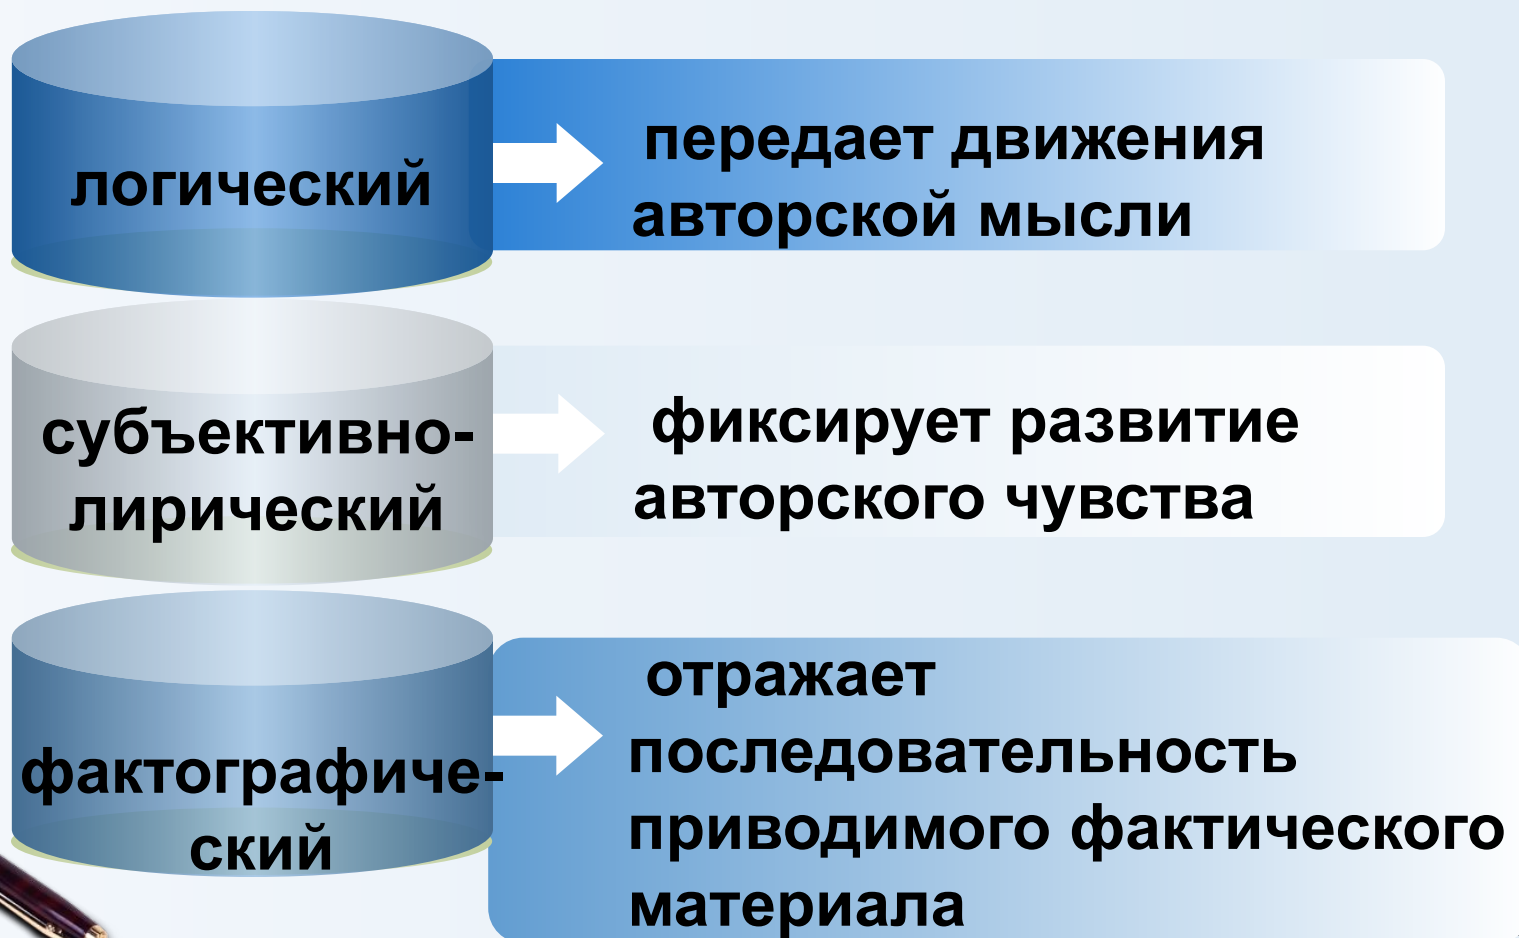 логический
передает движения
авторской мысли
субъективно-
лирический
фиксирует развитие
авторского чувства
фактографиче-
ский
отражает
последовательность
приводимого фактического
материала